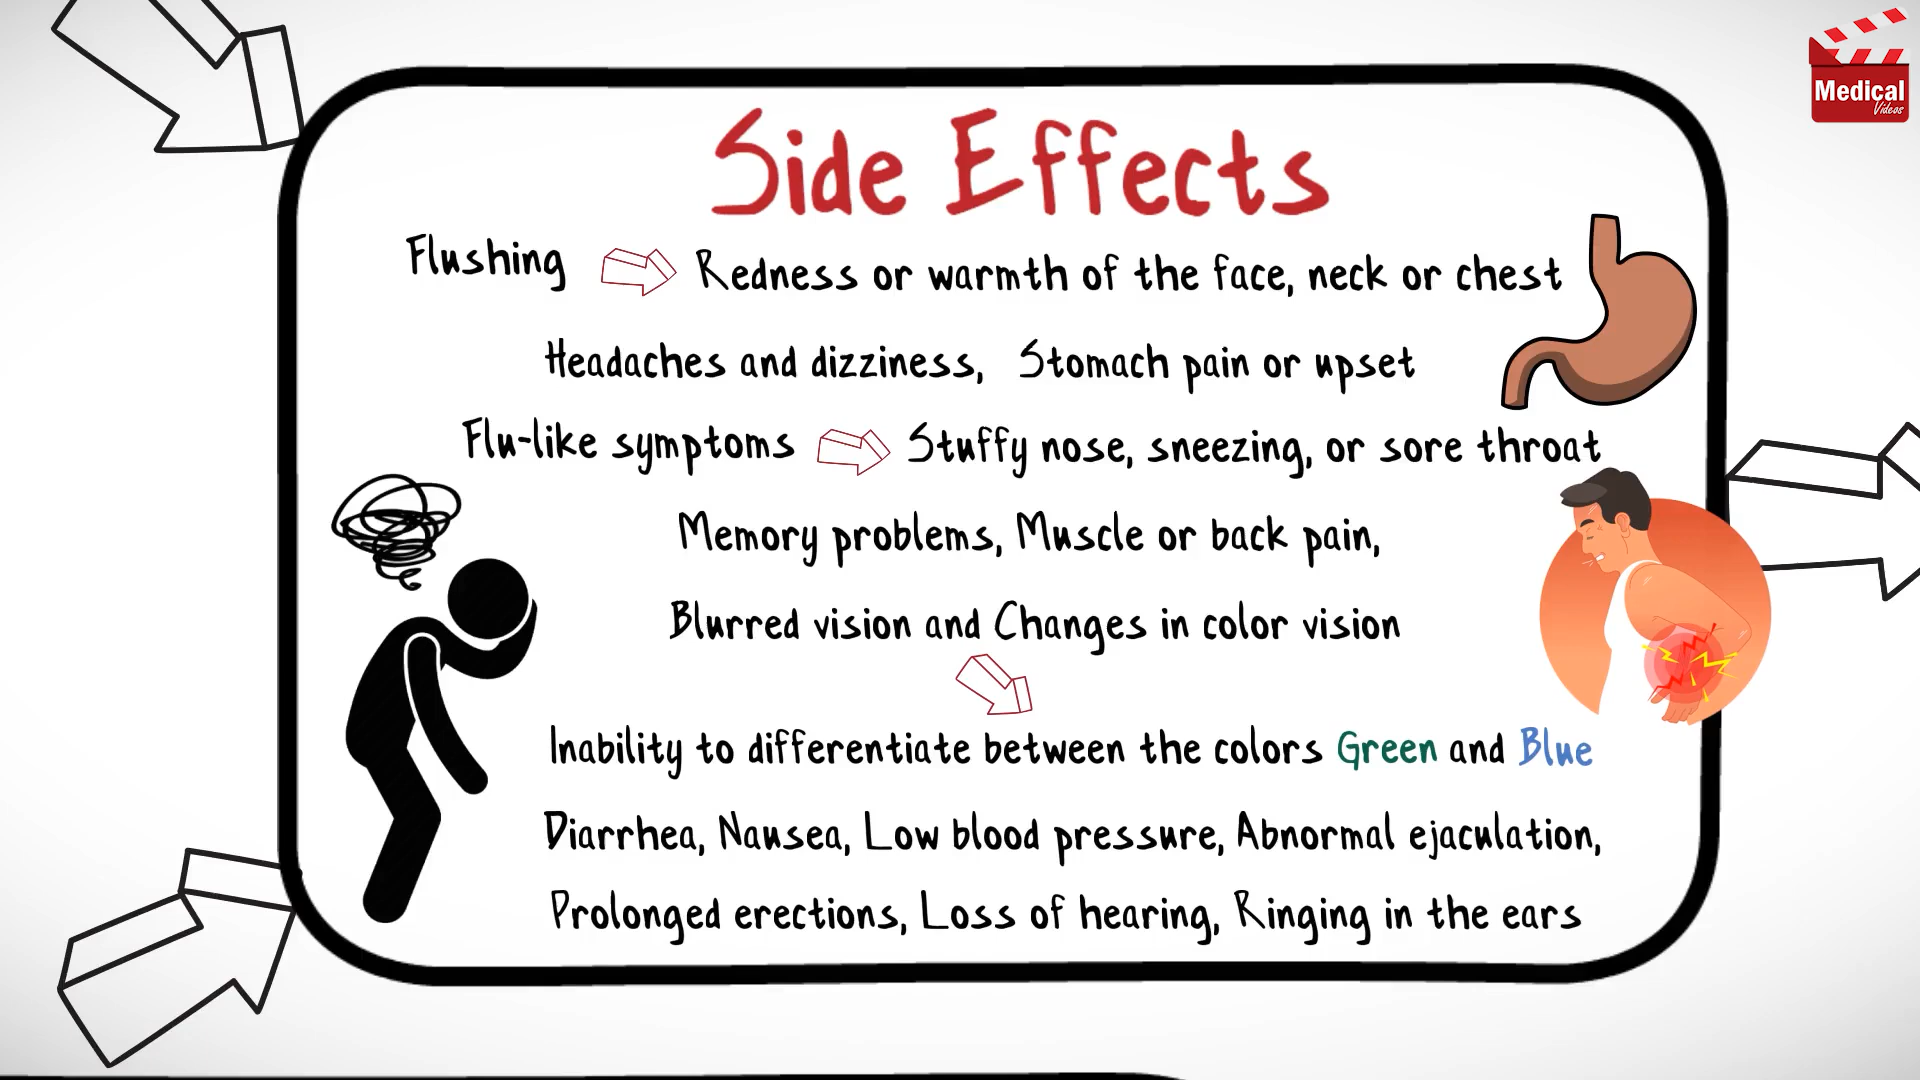 Medical
Videos
Side Effects
Flushing Redness or warmth of the face, neck or chest
Headaches and dizziness, Stomach pain or upset
Flu-like symptoms Stuffy nose, sneezing, or sore throat
Memory problems, Muscle or back pain,
Blurred vision and Changes in color vision
Inability to differentiate between the colors Green and Blue
Diarrhea, Nausea, Low blood pressure, Abnormal ejaculation,
Prolonged erections, Loss of hearing, Ringing in the ears